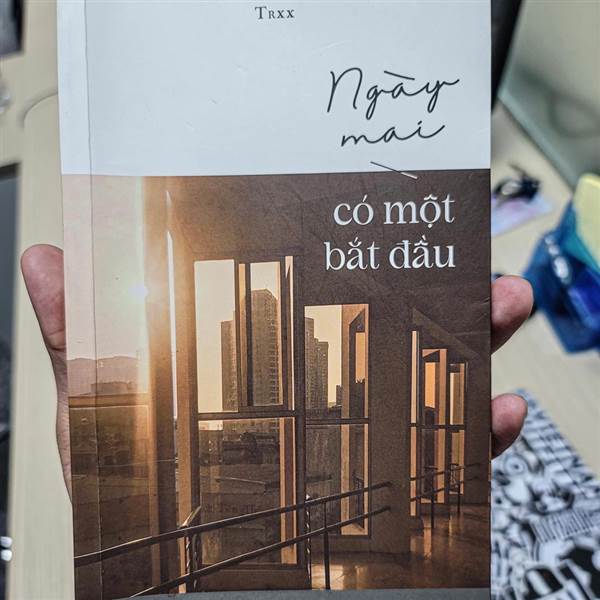 TRXX
Ngày
mai
có một
bắt đầu